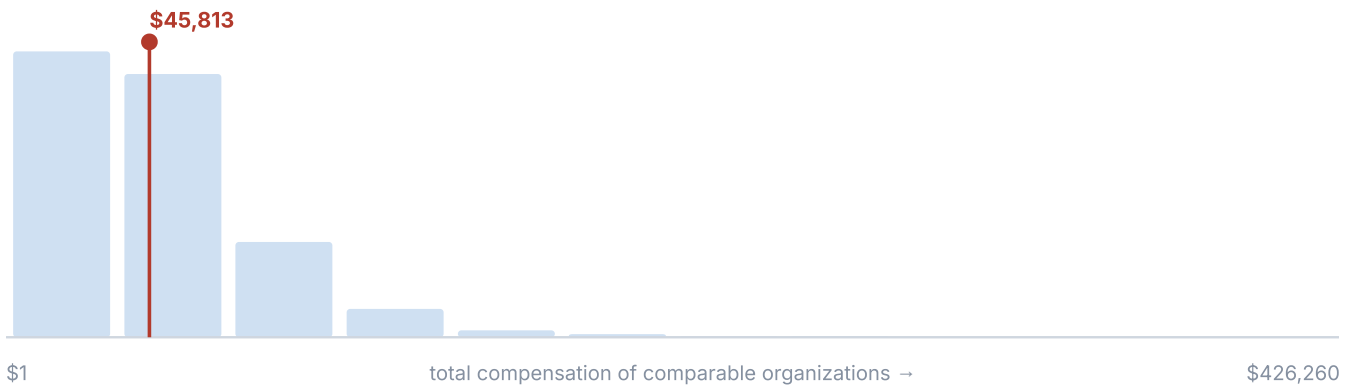 $45,813
$1
total compensation of comparable organizations →
$426,260